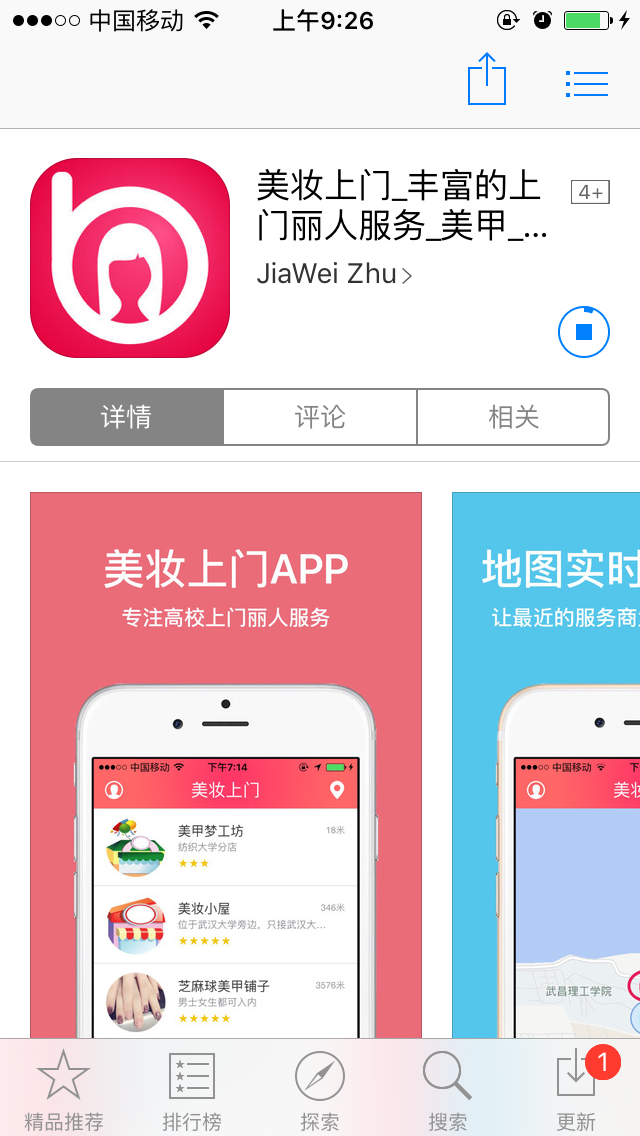 中国移动
上午9:26
美妆上门_丰富的上
门丽人服务_美甲_...
4+
JiaWei Zhu
详情
评论
相关
美妆上门APP
专注高校上门丽人服务
中国移动
下午7:14
美妆上门
美甲梦工坊
18米
纺织大学分店
美妆小屋
346米
位于武汉大学旁边，只接武汉大...
芝麻球美甲铺子
3576米
男士女生都可入内
地图实时
让最近的服务商
中国移动
下
美妆
武昌理工学院
精品推荐
排行榜
探索
搜索
更新
1